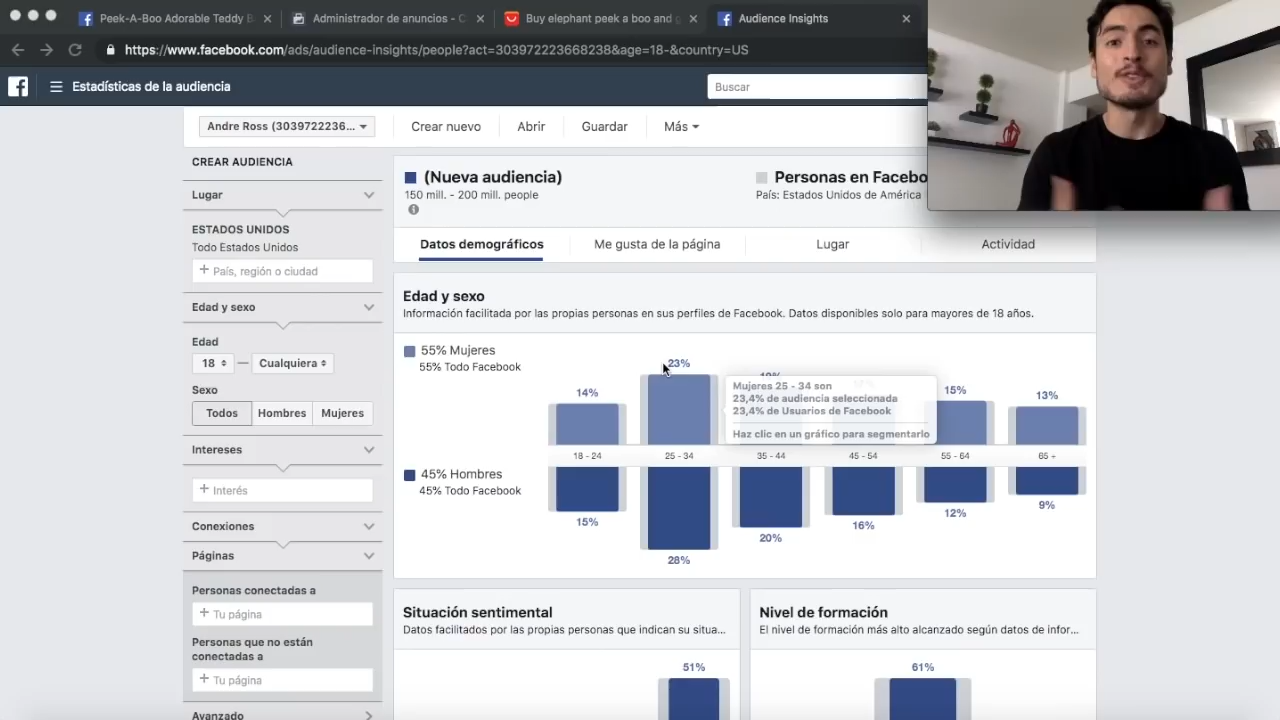 Peek-A-Boo Adorable Teddy B
Administrador de anuncios - C
Buy elephant peek a boo and g
Audience Insights
https://www.facebook.com/ads/audience-insights/people?act=303972223668238&age=18-&country=US
Estadísticas de la audiencia
Buscar
Andre Ross (3039722236...
Crear nuevo
Abrir
Guardar
Más
CREAR AUDIENCIA
Lugar
ESTADOS UNIDOS
Todo Estados Unidos
+ País, región o ciudad
Edad y sexo
Edad
18 — Cualquiera
Sexo
Todos Hombres Mujeres
Intereses
+ Interés
Conexiones
Páginas
Personas conectadas a
+ Tu página
Personas que no están
conectadas a
+ Tu página
Avanzado
(Nueva audiencia)
150 mill. - 200 mill. people
Personas en Facebo
País: Estados Unidos de América
Datos demográficos
Me gusta de la página
Lugar
Actividad
Edad y sexo
Información facilitada por las propias personas en sus perfiles de Facebook. Datos disponibles solo para mayores de 18 años.
55% Mujeres
55% Todo Facebook
14%
23%
15%
13%
Mujeres 25 - 34 son
23,4% de audiencia seleccionada
23,4% de Usuarios de Facebook
Haz clic en un gráfico para segmentarlo
18 - 24
25 - 34
35 - 44
45 - 54
55 - 64
65 +
45% Hombres
45% Todo Facebook
15%
28%
20%
16%
12%
9%
Situación sentimental
Datos facilitados por las propias personas que indican su situa...
51%
Nivel de formación
El nivel de formación más alto alcanzado según datos de infor...
61%